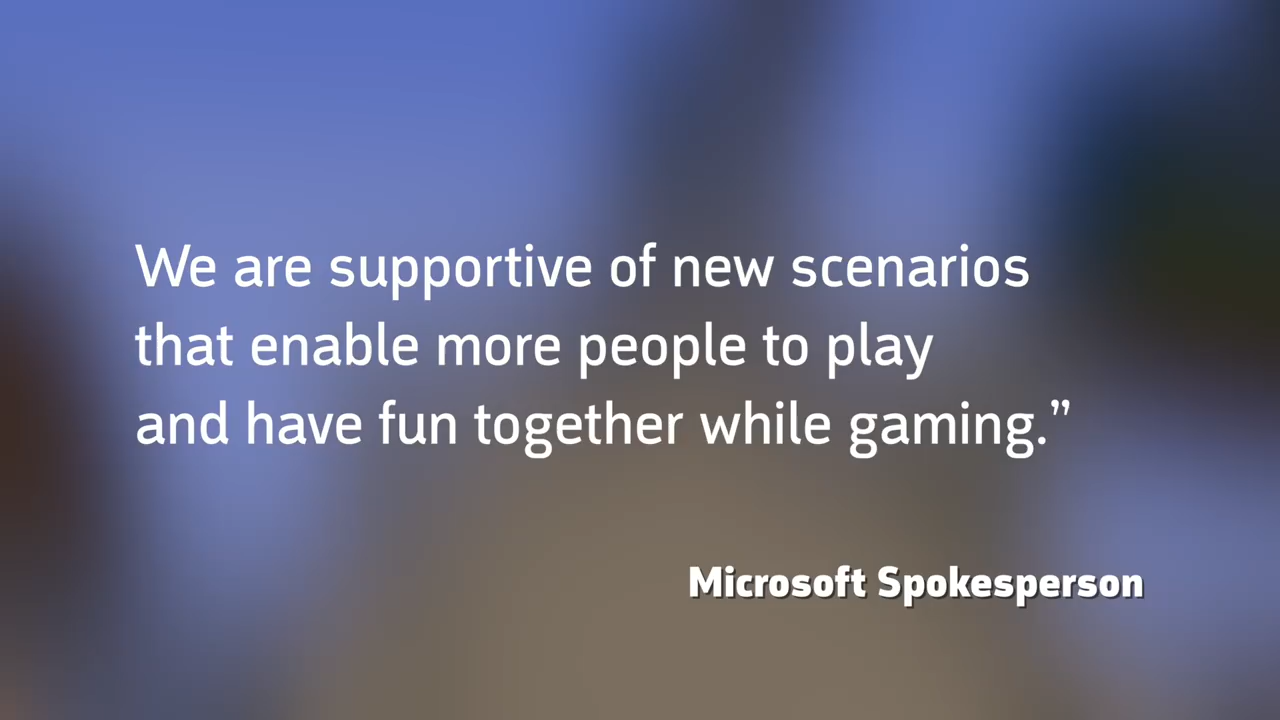 We are supportive of new scenarios
that enable more people to play
and have fun together while gaming.”
Microsoft Spokesperson